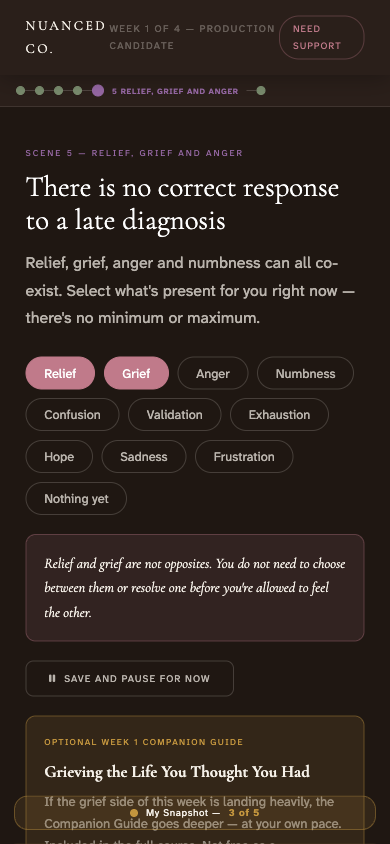 NUANCED CO.
WEEK 1 OF 4 — PRODUCTION CANDIDATE
NEED SUPPORT
5 RELIEF, GRIEF AND ANGER
SCENE 5 — RELIEF, GRIEF AND ANGER
There is no correct response
to a late diagnosis
Relief, grief, anger and numbness can all co-
exist. Select what's present for you right now —
there's no minimum or maximum.
Relief Grief Anger Numbness
Confusion Validation Exhaustion
Hope Sadness Frustration
Nothing yet
Relief and grief are not opposites. You do not need to choose
between them or resolve one before you're allowed to feel
the other.
SAVE AND PAUSE FOR NOW
OPTIONAL WEEK 1 COMPANION GUIDE
Grieving the Life You Thought You Had
If the grief side of this week is landing heavily, the
My Snapshot — 3 of 5
Companion Guide goes deeper — at your own pace.